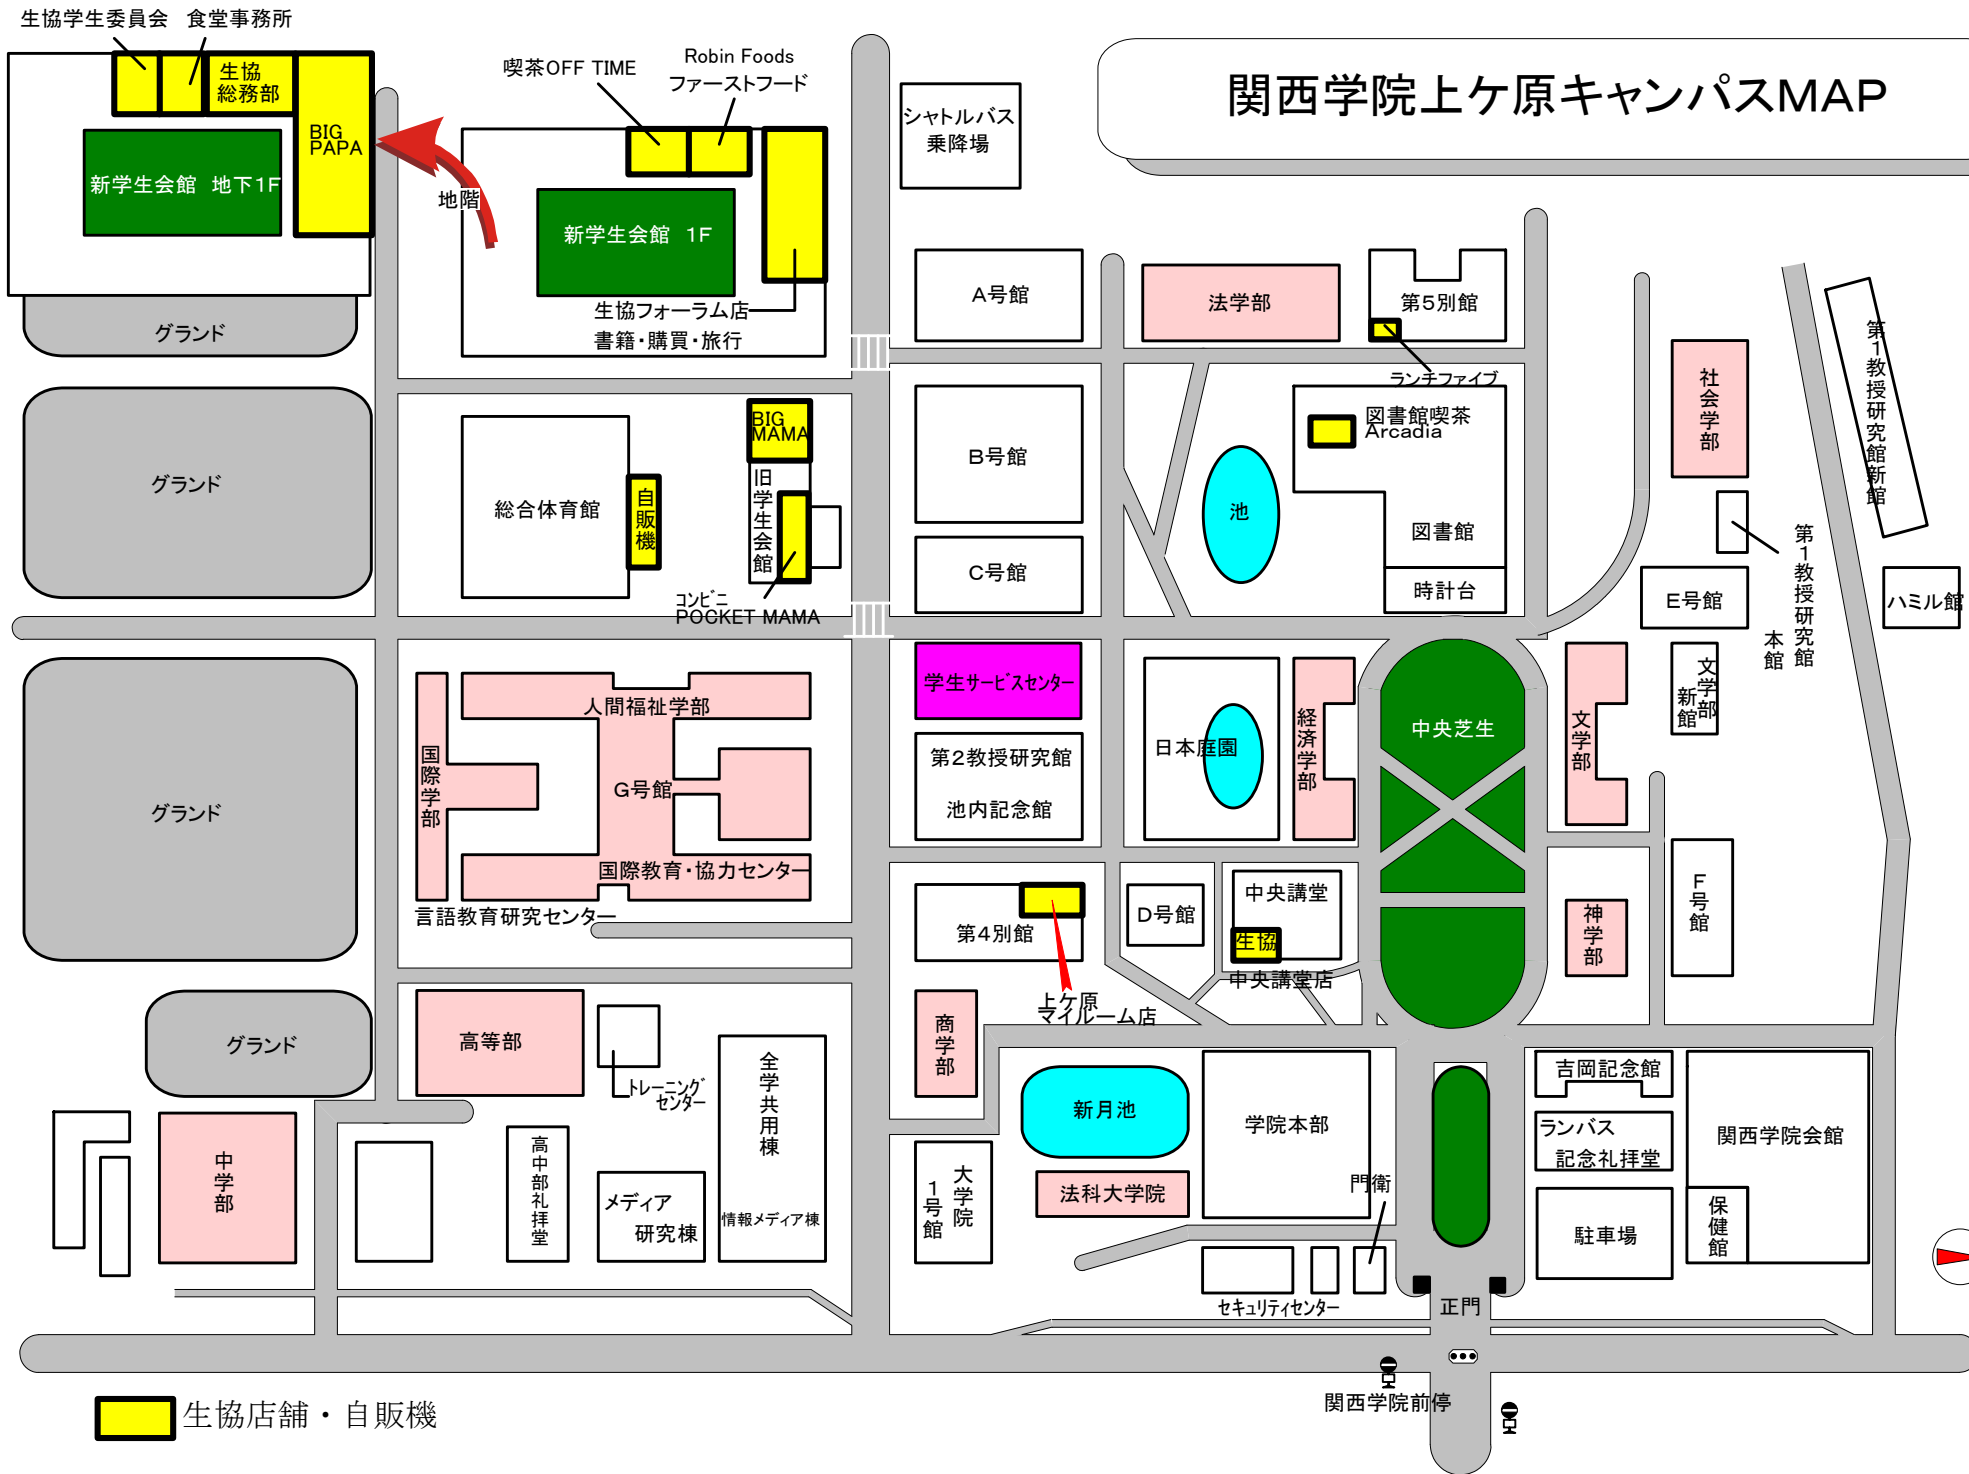 関西学院上ケ原キャンパスMAP
生協学生委員会
食堂事務所
生協
総務部
BIG
PAPA
新学生会館 地下1F
グランド
喫茶OFF TIME
Robin Foods
ファーストフード
地階
新学生会館 1F
生協フォーラム店
書籍・購買・旅行
シャトルバス
乗降場
A号館
法学部
第5別館
ランチファイブ
社会学部
第1教授研究館新館
グランド
総合体育館
自販機
BIG
MAMA
旧学生会館
コンビニ
POCKET MAMA
B号館
C号館
池
図書館喫茶
Arcadia
図書館
時計台
第1教授研究館
本館
E号館
ハミル館
グランド
国際学部
人間福祉学部
G号館
国際教育・協力センター
言語教育研究センター
学生サービスセンター
第2教授研究館
池内記念館
日本庭園
経済学部
中央芝生
文学部
文学部
新館
F号館
神学部
第4別館
上ケ原
マイルーム店
D号館
中央講堂
生協
中央講堂店
グランド
高等部
トレーニング
センター
全学共用棟
情報メディア棟
商学部
新月池
学院本部
吉岡記念館
ランバス
記念礼拝堂
関西学院会館
保健館
駐車場
中学部
高中部礼拝堂
メディア
研究棟
大学院
1号館
法科大学院
門衛
セキュリティセンター
正門
関西学院前停
生協店舗・自販機